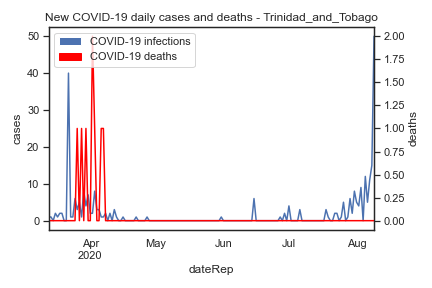 New COVID-19 daily cases and deaths - Trinidad_and_Tobago
COVID-19 infections
COVID-19 deaths
50
40
30
20
10
0
cases
2.00
1.75
1.50
1.25
1.00
0.75
0.50
0.25
0.00
deaths
Apr May Jun Jul Aug
2020
dateRep